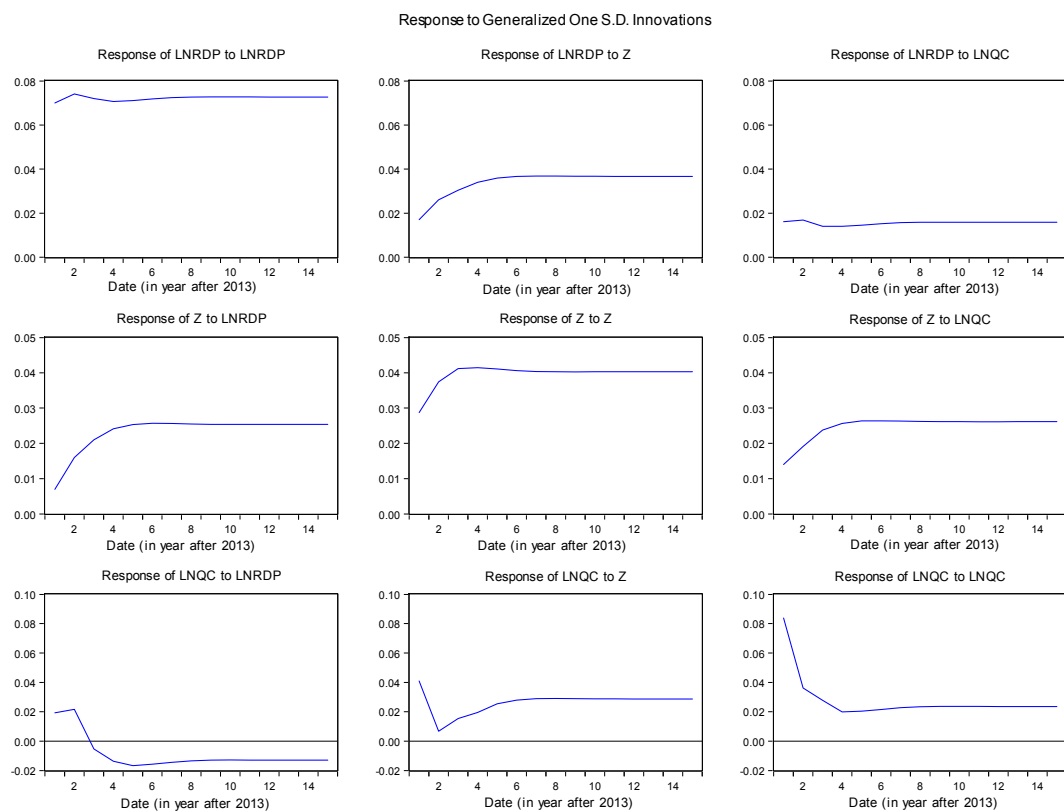 Response to Generalized One S.D. Innovations
Response of LNRDP to LNRDP
0.08
0.06
0.04
0.02
0.00
2 4 6 8 10 12 14
Date (in year after 2013)
Response of LNRDP to Z
0.08
0.06
0.04
0.02
0.00
2 4 6 8 10 12 14
Date (in year after 2013)
Response of LNRDP to LNQC
0.08
0.06
0.04
0.02
0.00
2 4 6 8 10 12 14
Date (in year after 2013)
Response of Z to LNRDP
0.05
0.04
0.03
0.02
0.01
0.00
2 4 6 8 10 12 14
Date (in year after 2013)
Response of Z to Z
0.05
0.04
0.03
0.02
0.01
0.00
2 4 6 8 10 12 14
Date (in year after 2013)
Response of Z to LNQC
0.05
0.04
0.03
0.02
0.01
0.00
2 4 6 8 10 12 14
Date (in year after 2013)
Response of LNQC to LNRDP
0.10
0.08
0.06
0.04
0.02
0.00
-0.02
2 4 6 8 10 12 14
Date (in year after 2013)
Response of LNQC to Z
0.10
0.08
0.06
0.04
0.02
0.00
-0.02
2 4 6 8 10 12 14
Date (in year after 2013)
Response of LNQC to LNQC
0.10
0.08
0.06
0.04
0.02
0.00
-0.02
2 4 6 8 10 12 14
Date (in year after 2013)